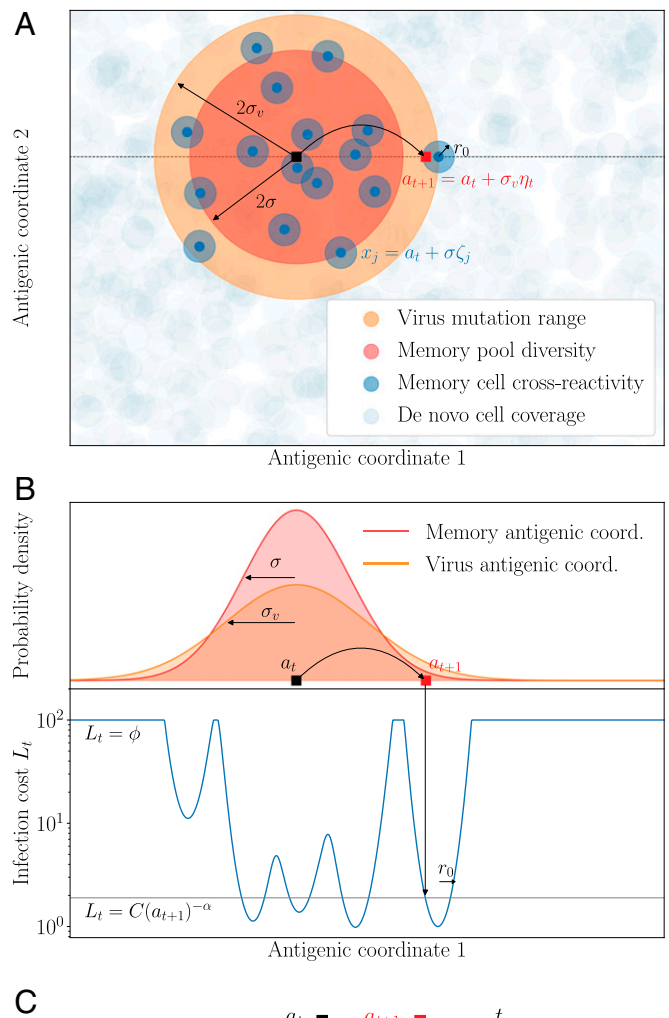 A
Antigenic coordinate 2
2σ_v
r_0
a_{t+1} = a_t + σ_v η_t
2σ
x_j = a_t + σζ_j
Virus mutation range
Memory pool diversity
Memory cell cross-reactivity
De novo cell coverage
Antigenic coordinate 1
B
Probability density
Memory antigenic coord.
Virus antigenic coord.
σ
σ_v
a_t
a_{t+1}
Infection cost L_t
10^2
L_t = ϕ
10^1
r_0
L_t = C(a_{t+1})^{-α}
10^0
Antigenic coordinate 1
C
a_t
a_{t+1}
t